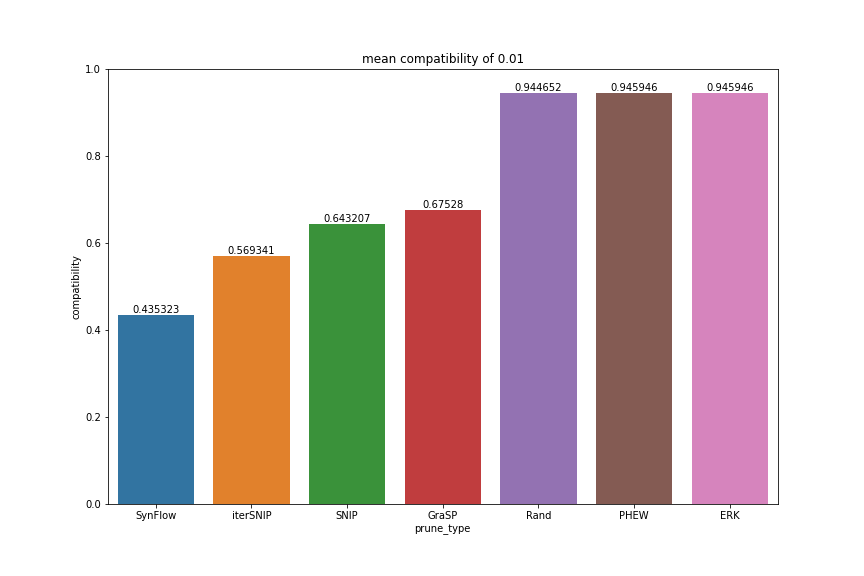 mean compatibility of 0.01
compatibility
1.0
0.8
0.6
0.4
0.2
0.0
0.435323
0.569341
0.643207
0.67528
0.944652
0.945946
0.945946
SynFlow
iterSNIP
SNIP
GraSP
Rand
PHEW
ERK
prune_type